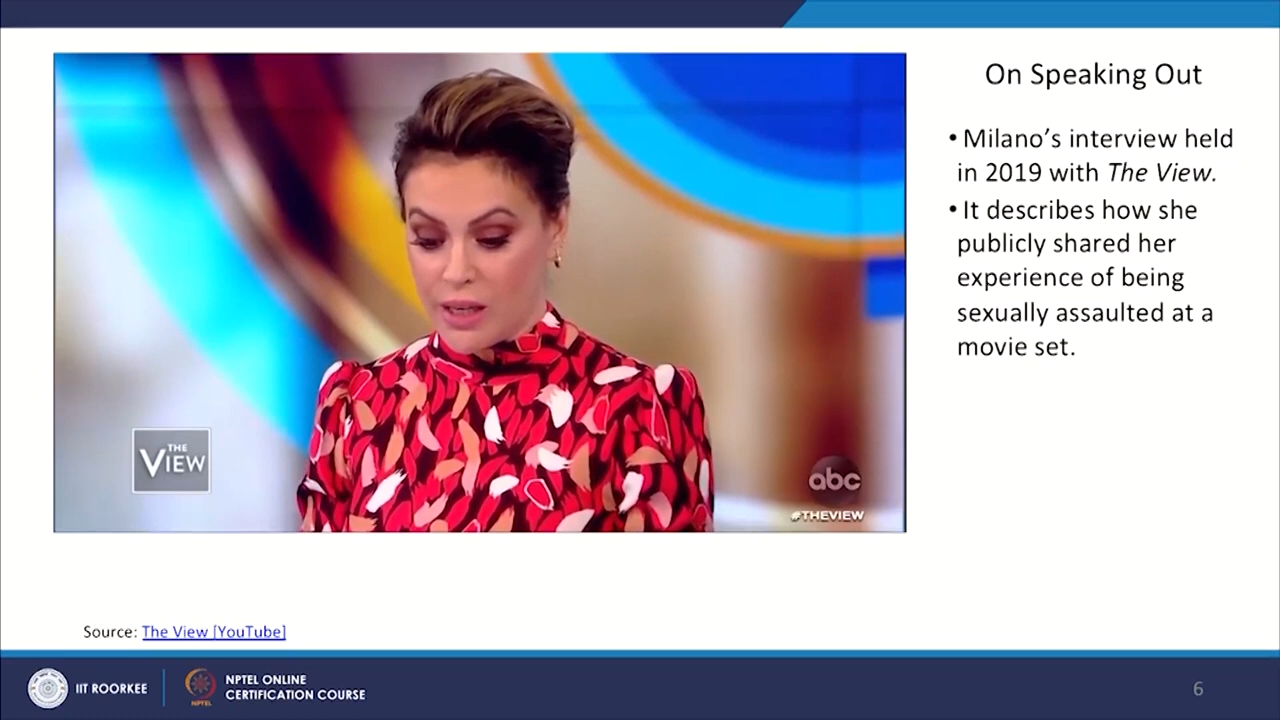 On Speaking Out
• Milano’s interview held
in 2019 with The View.
• It describes how she
publicly shared her
experience of being
sexually assaulted at a
movie set.
THE
VIEW
abc
#THEVIEW
Source: The View [YouTube]
IIT ROORKEE
NPTEL
NPTEL ONLINE
CERTIFICATION COURSE
6